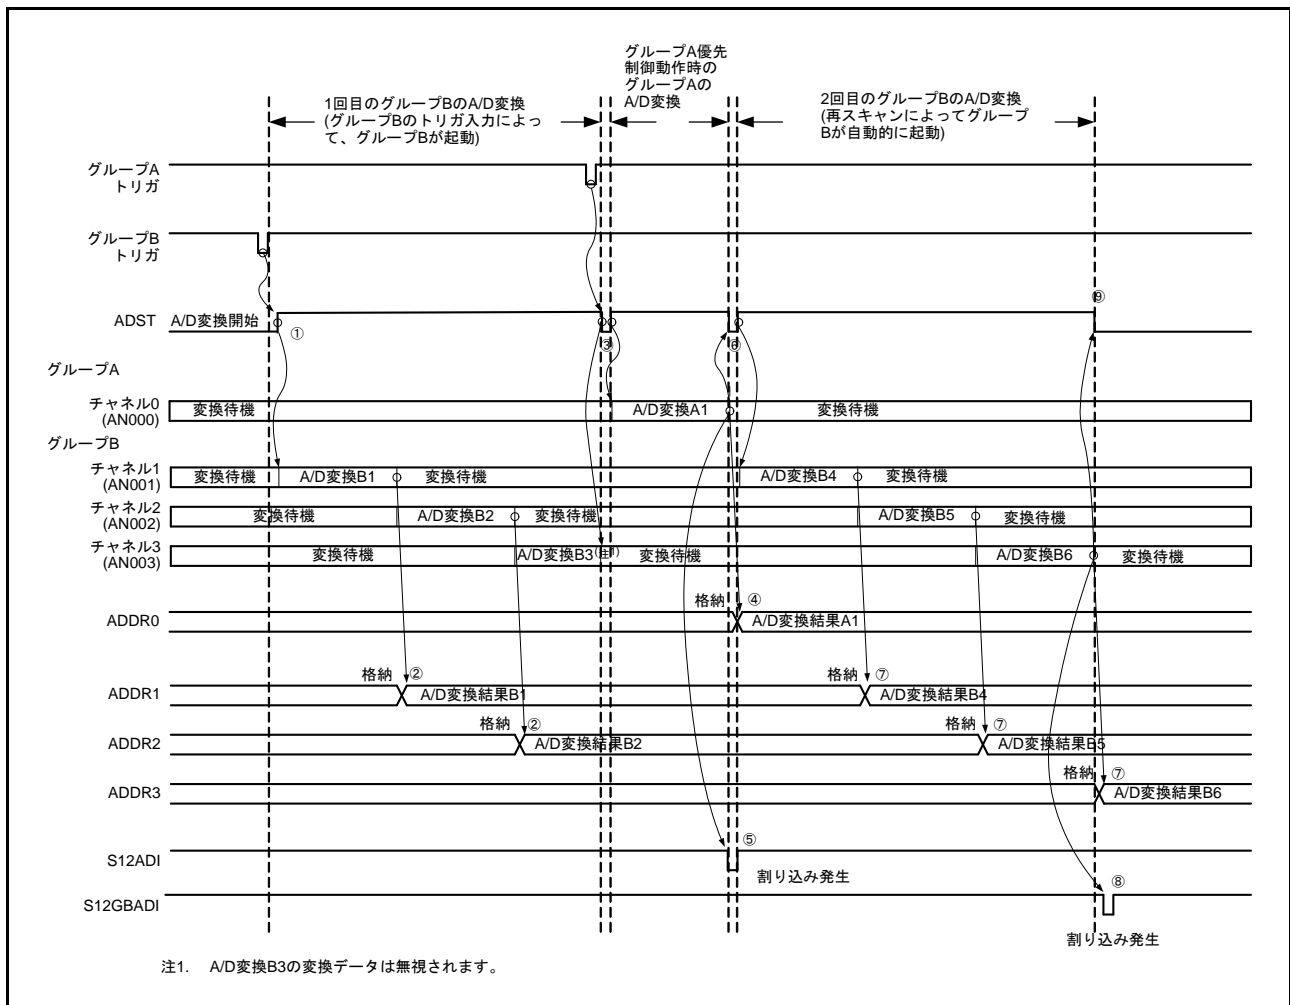 グループA優先
制御動作時の
グループAの
A/D変換
1回目のグループBのA/D変換
(グループBのトリガ入力によっ
て、グループBが起動)
2回目のグループBのA/D変換
(再スキャンによってグループ
Bが自動的に起動)
グループA
トリガ
グループB
トリガ
ADST
A/D変換開始
①
③
⑥
⑨
グループA
チャネル0
(AN000)
変換待機
A/D変換A1
変換待機
グループB
チャネル1
(AN001)
変換待機
A/D変換B1
変換待機
A/D変換B4
変換待機
チャネル2
(AN002)
変換待機
A/D変換B2
変換待機
A/D変換B5
変換待機
チャネル3
(AN003)
変換待機
A/D変換B3(注1)
変換待機
A/D変換B6
変換待機
ADDR0
格納
④
A/D変換結果A1
ADDR1
格納
②
A/D変換結果B1
格納
⑦
A/D変換結果B4
ADDR2
格納
②
A/D変換結果B2
格納
⑦
A/D変換結果B5
ADDR3
格納
⑦
A/D変換結果B6
S12ADI
⑤
割り込み発生
S12GBADI
⑧
割り込み発生
注1. A/D変換B3の変換データは無視されます。